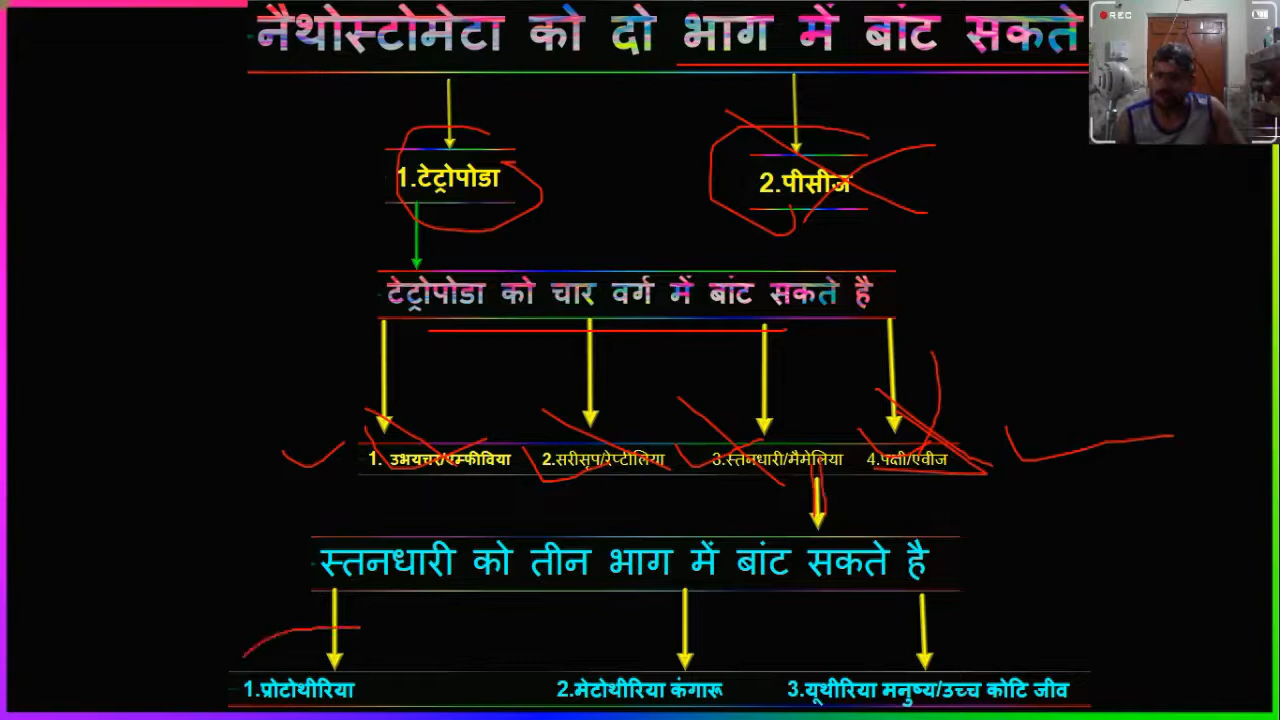 नैथोस्टोमेटा को दो भाग में बांट सकते
REC
1.टेट्रोपोडा
2.पीसीज
टेट्रोपोडा को चार वर्ग में बांट सकते है
1. उभयचर/एम्फीविया 2.सरीसृप/रेप्टीलिया 3.स्तनधारी/मैमेलिया 4.पक्षी/एवीज
स्तनधारी को तीन भाग में बांट सकते है
1.प्रोटोथीरिया 2.मेटोथीरिया कंगारू 3.यूथीरिया मनुष्य/उच्च कोटि जीव